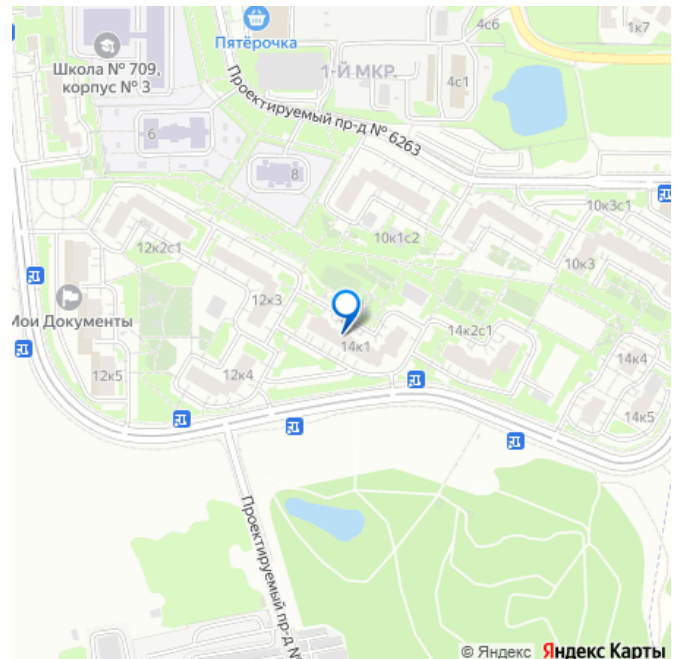 4с6
1к7
Пятёрочка
Школа № 709,
корпус № 3
1-Й МКР.
4с1
Проектируемый пр-д № 6263
6
8
10к3с1
10к1с2
12к2с1
10к3
12к3
Мои Документы
14к2с1
14к1
14к4
12к5
12к4
14к5
Проектируемый пр-д №
© Яндекс Яндекс Карты